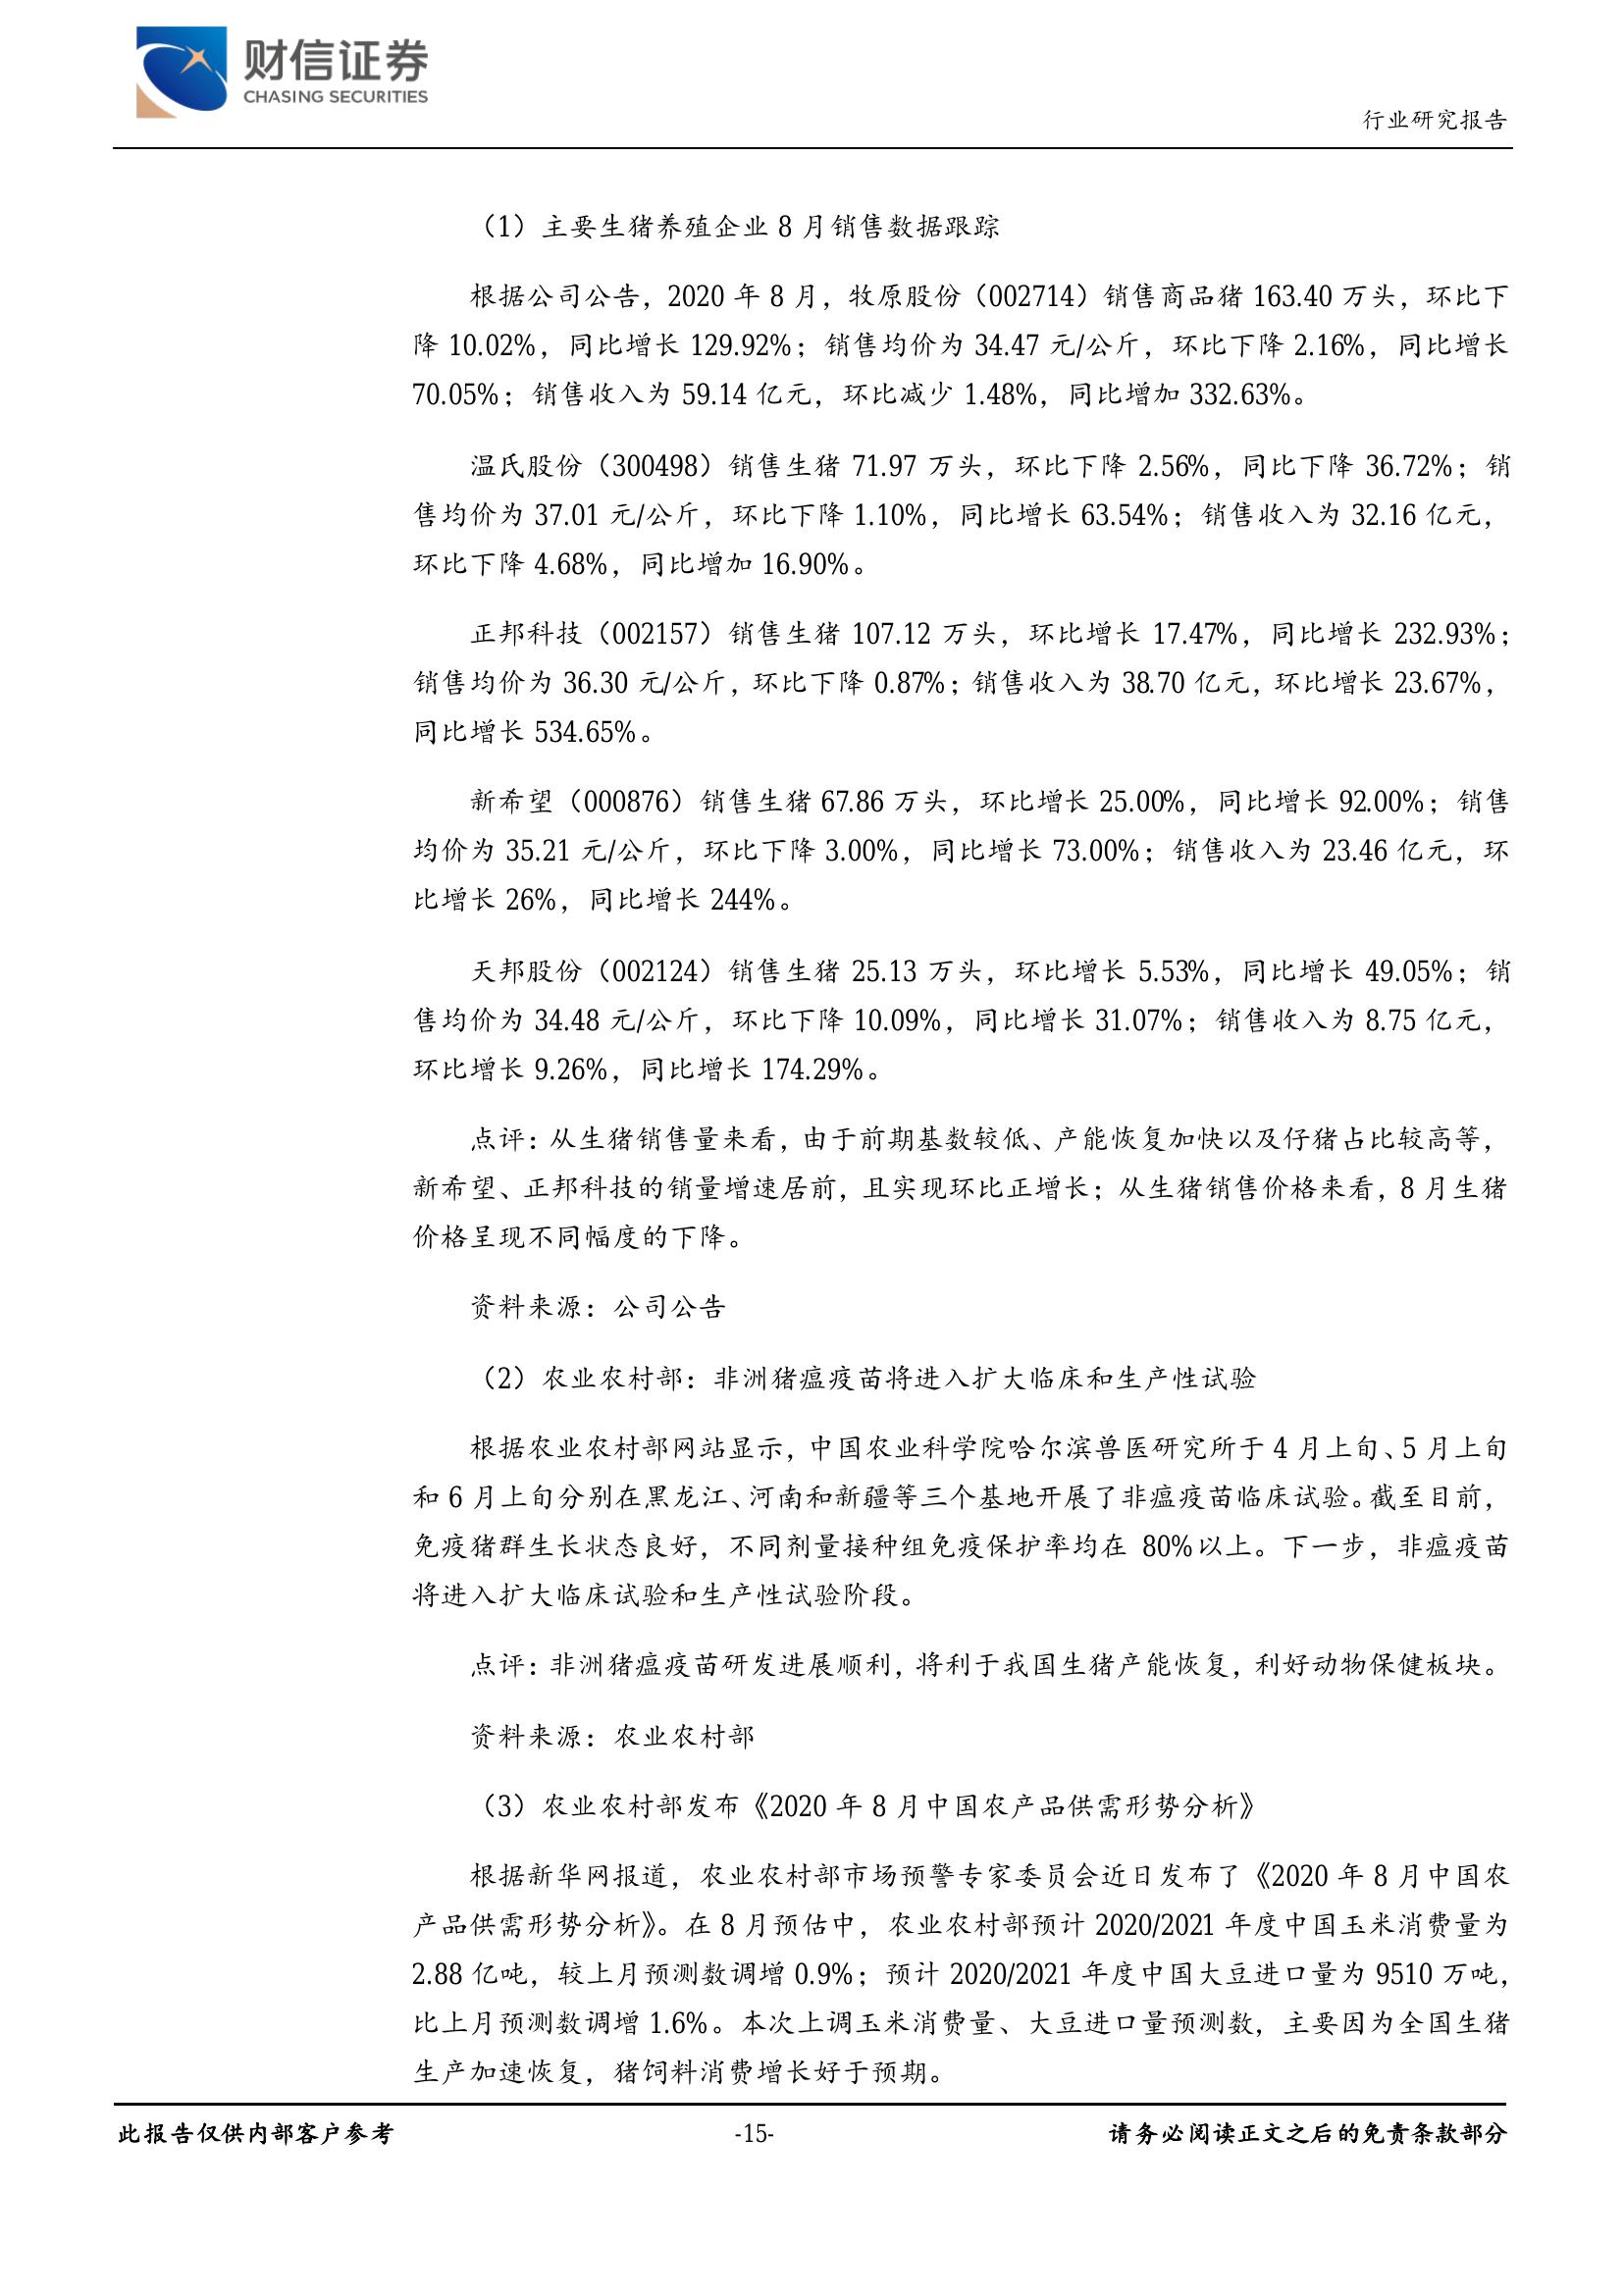 财信证券
CHASING SECURITIES
行业研究报告
（1）主要生猪养殖企业 8 月销售数据跟踪
根据公司公告，2020 年 8 月，牧原股份（002714）销售商品猪 163.40 万头，环比下
降 10.02%，同比增长 129.92%；销售均价为 34.47 元/公斤，环比下降 2.16%，同比增长
70.05%；销售收入为 59.14 亿元，环比减少 1.48%，同比增加 332.63%。
温氏股份（300498）销售生猪 71.97 万头，环比下降 2.56%，同比下降 36.72%；销
售均价为 37.01 元/公斤，环比下降 1.10%，同比增长 63.54%；销售收入为 32.16 亿元，
环比下降 4.68%，同比增加 16.90%。
正邦科技（002157）销售生猪 107.12 万头，环比增长 17.47%，同比增长 232.93%；
销售均价为 36.30 元/公斤，环比下降 0.87%；销售收入为 38.70 亿元，环比增长 23.67%，
同比增长 534.65%。
新希望（000876）销售生猪 67.86 万头，环比增长 25.00%，同比增长 92.00%；销售
均价为 35.21 元/公斤，环比下降 3.00%，同比增长 73.00%；销售收入为 23.46 亿元，环
比增长 26%，同比增长 244%。
天邦股份（002124）销售生猪 25.13 万头，环比增长 5.53%，同比增长 49.05%；销
售均价为 34.48 元/公斤，环比下降 10.09%，同比增长 31.07%；销售收入为 8.75 亿元，
环比增长 9.26%，同比增长 174.29%。
点评：从生猪销售量来看，由于前期基数较低、产能恢复加快以及仔猪占比较高等，
新希望、正邦科技的销量增速居前，且实现环比正增长；从生猪销售价格来看，8 月生猪
价格呈现不同幅度的下降。
资料来源：公司公告
（2）农业农村部：非洲猪瘟疫苗将进入扩大临床和生产性试验
根据农业农村部网站显示，中国农业科学院哈尔滨兽医研究所于 4 月上旬、5 月上旬
和 6 月上旬分别在黑龙江、河南和新疆等三个基地开展了非瘟疫苗临床试验。截至目前，
免疫猪群生长状态良好，不同剂量接种组免疫保护率均在 80%以上。下一步，非瘟疫苗
将进入扩大临床试验和生产性试验阶段。
点评：非洲猪瘟疫苗研发进展顺利，将利于我国生猪产能恢复，利好动物保健板块。
资料来源：农业农村部
（3）农业农村部发布《2020 年 8 月中国农产品供需形势分析》
根据新华网报道，农业农村部市场预警专家委员会近日发布了《2020 年 8 月中国农
产品供需形势分析》。在 8 月预估中，农业农村部预计 2020/2021 年度中国玉米消费量为
2.88 亿吨，较上月预测数调增 0.9%；预计 2020/2021 年度中国大豆进口量为 9510 万吨，
比上月预测数调增 1.6%。本次上调玉米消费量、大豆进口量预测数，主要因为全国生猪
生产加速恢复，猪饲料消费增长好于预期。
此报告仅供内部客户参考
-15-
请务必阅读正文之后的免责条款部分